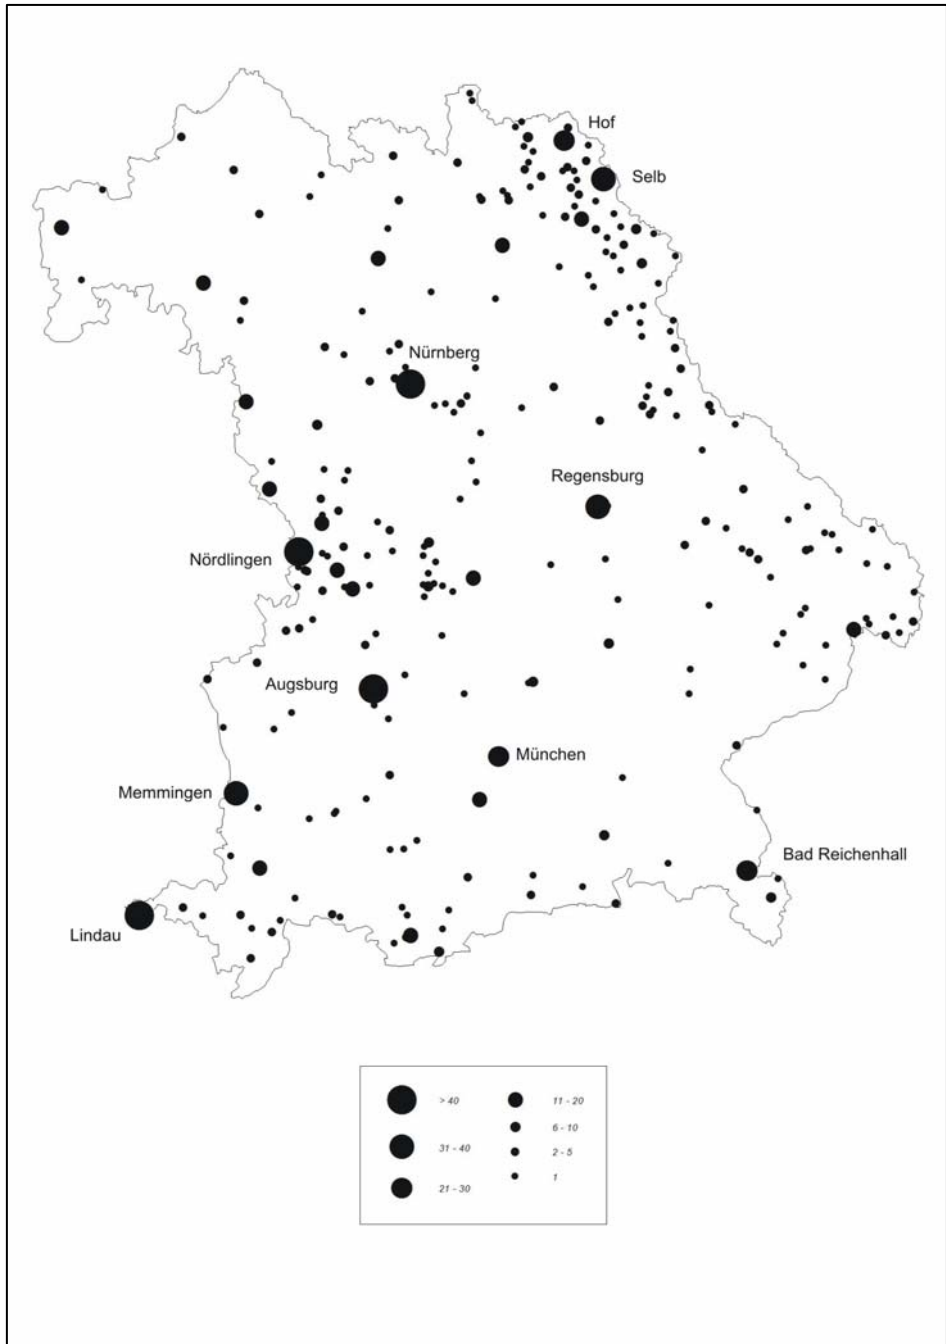 Hof
Selb
Nürnberg
Regensburg
Nördlingen
Augsburg
München
Memmingen
Bad Reichenhall
Lindau
> 40
11 - 20
6 - 10
31 - 40
2 - 5
21 - 30
1